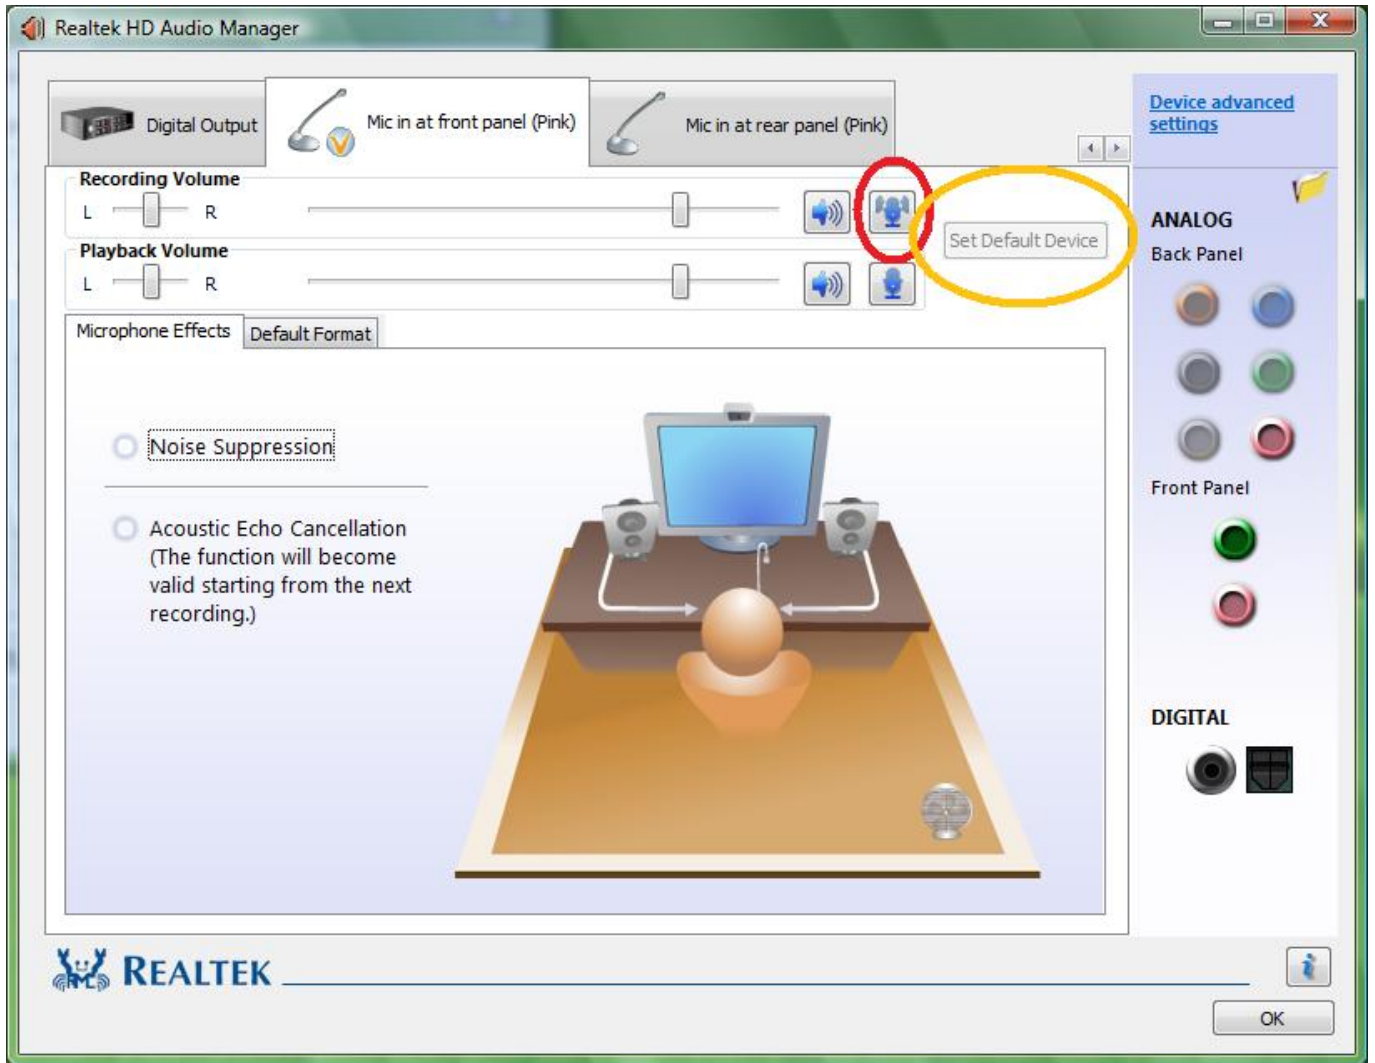 Realtek HD Audio Manager
Digital Output
Mic in at front panel (Pink)
Mic in at rear panel (Pink)
Device advanced
settings
Recording Volume
L R
Set Default Device
Playback Volume
L R
Microphone Effects
Default Format
Noise Suppression
Acoustic Echo Cancellation
(The function will become
valid starting from the next
recording.)
ANALOG
Back Panel
Front Panel
DIGITAL
REALTEK
OK